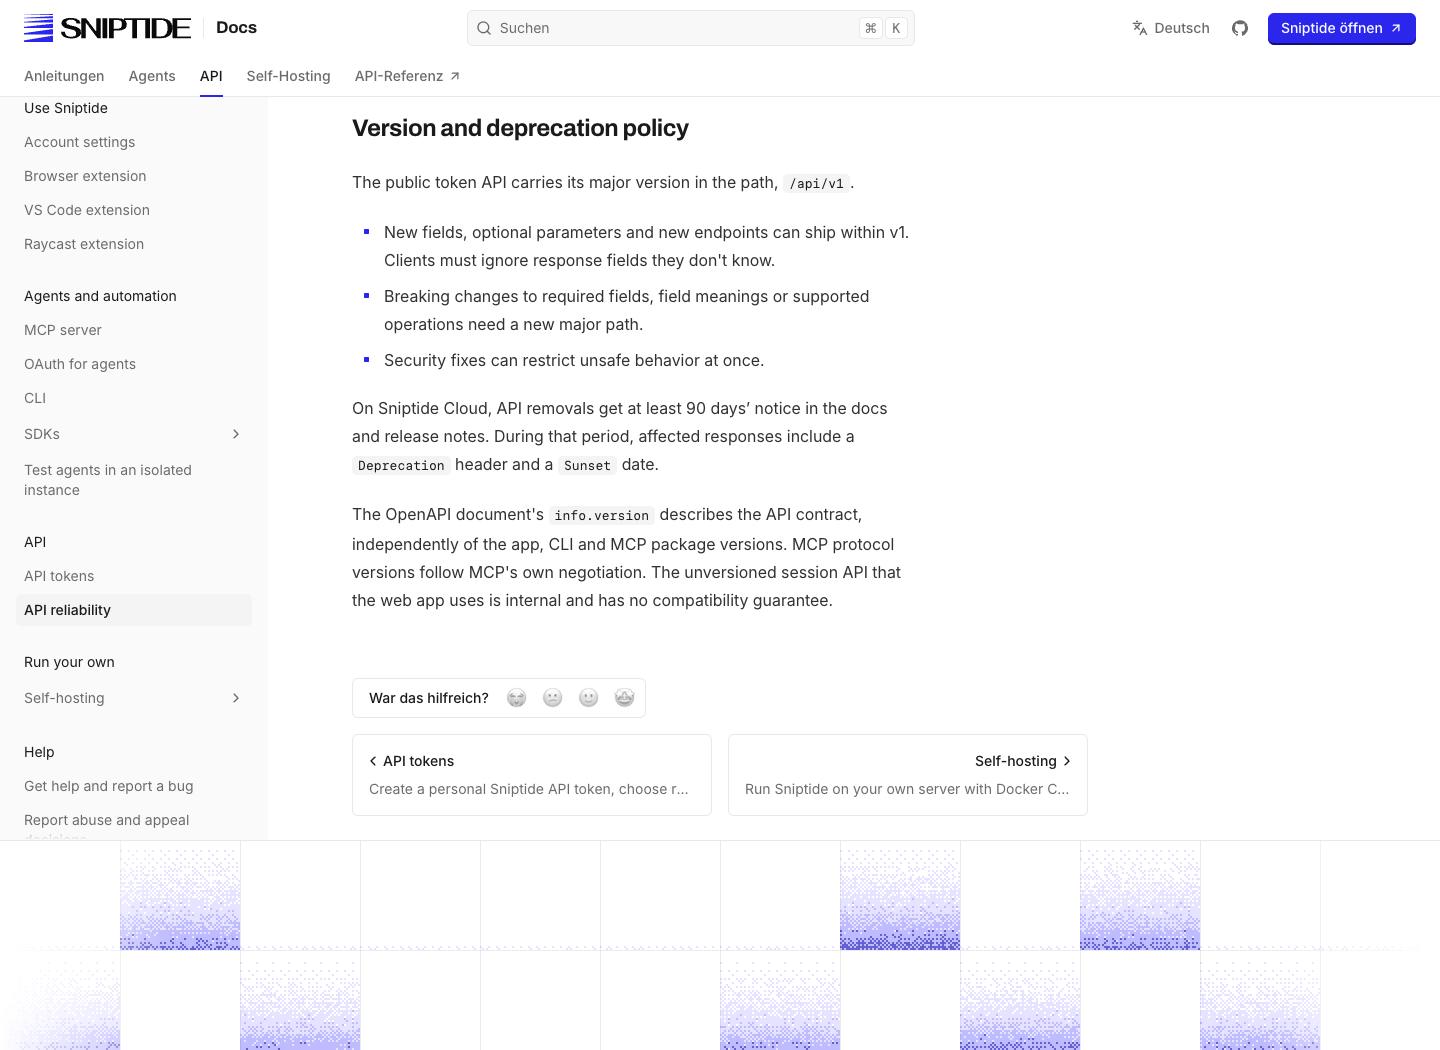 SNIPTIDE
Docs
Suchen
⌘ K
Deutsch
Sniptide öffnen
Anleitungen
Agents
API
Self-Hosting
API-Referenz
Use Sniptide
Account settings
Browser extension
VS Code extension
Raycast extension
Agents and automation
MCP server
OAuth for agents
CLI
SDKs
Test agents in an isolated
instance
API
API tokens
API reliability
Run your own
Self-hosting
Help
Get help and report a bug
Report abuse and appeal
Version and deprecation policy
The public token API carries its major version in the path, /api/v1.
New fields, optional parameters and new endpoints can ship within v1.
Clients must ignore response fields they don't know.
Breaking changes to required fields, field meanings or supported
operations need a new major path.
Security fixes can restrict unsafe behavior at once.
On Sniptide Cloud, API removals get at least 90 days’ notice in the docs
and release notes. During that period, affected responses include a
Deprecation header and a Sunset date.
The OpenAPI document's info.version describes the API contract,
independently of the app, CLI and MCP package versions. MCP protocol
versions follow MCP's own negotiation. The unversioned session API that
the web app uses is internal and has no compatibility guarantee.
War das hilfreich?
API tokens
Create a personal Sniptide API token, choose r...
Self-hosting
Run Sniptide on your own server with Docker C...